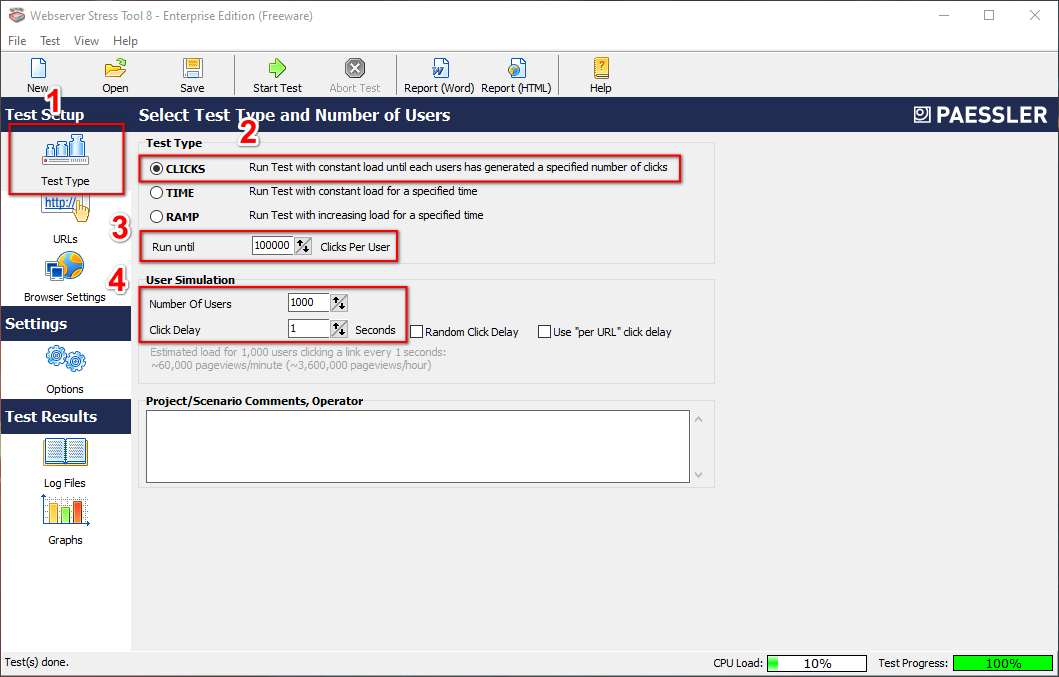 Webserver Stress Tool 8 - Enterprise Edition (Freeware)
File Test View Help
New Open Save Start Test Abort Test Report (Word) Report (HTML) Help
1
Test Setup
Select Test Type and Number of Users
PAESSLER
2
Test Type
Test Type
CLICKS Run Test with constant load until each users has generated a specified number of clicks
TIME Run Test with constant load for a specified time
RAMP Run Test with increasing load for a specified time
http://
URLs
3
Run until 100000 Clicks Per User
4
Browser Settings
User Simulation
Number Of Users 1000
Click Delay 1 Seconds Random Click Delay Use "per URL" click delay
Estimated load for 1,000 users clicking a link every 1 seconds:
~60,000 pageviews/minute (~3,600,000 pageviews/hour)
Settings
Options
Project/Scenario Comments, Operator
Test Results
Log Files
Graphs
Test(s) done.
CPU Load: 10% Test Progress: 100%